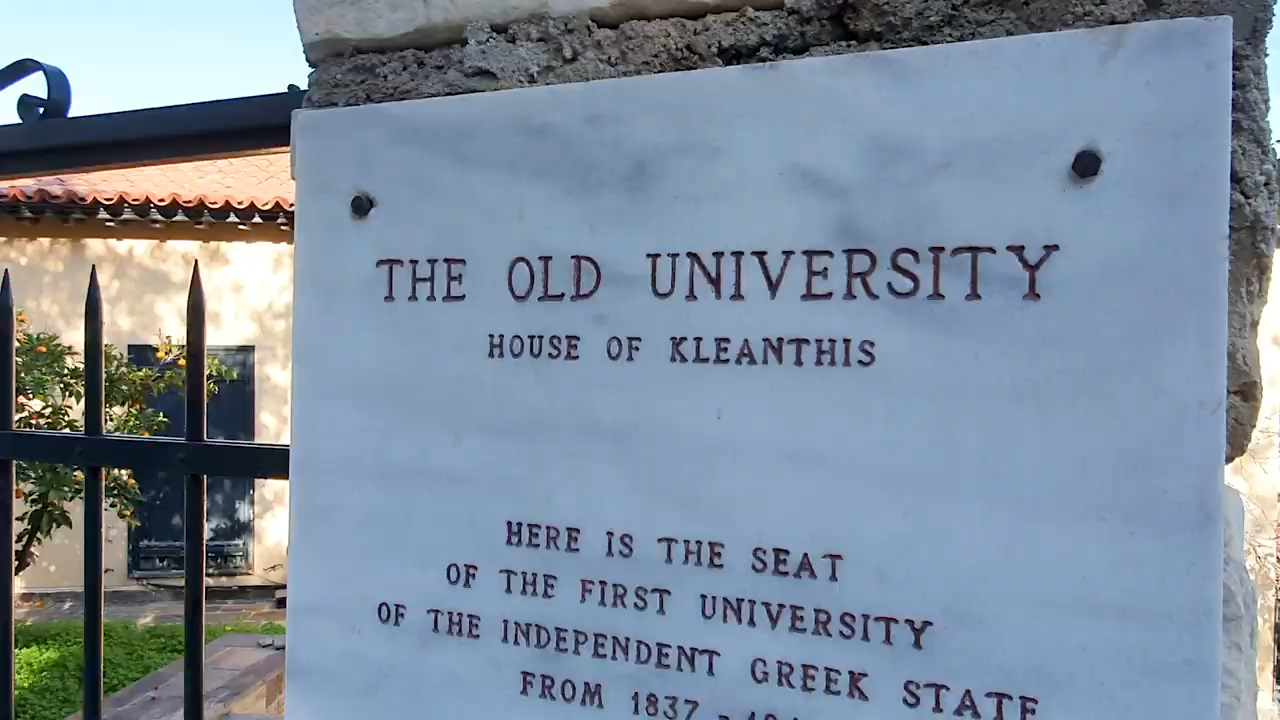 THE OLD UNIVERSITY
HOUSE OF KLEANTHIS
HERE IS THE SEAT
OF THE FIRST UNIVERSITY
OF THE INDEPENDENT GREEK STATE
FROM 1837 -